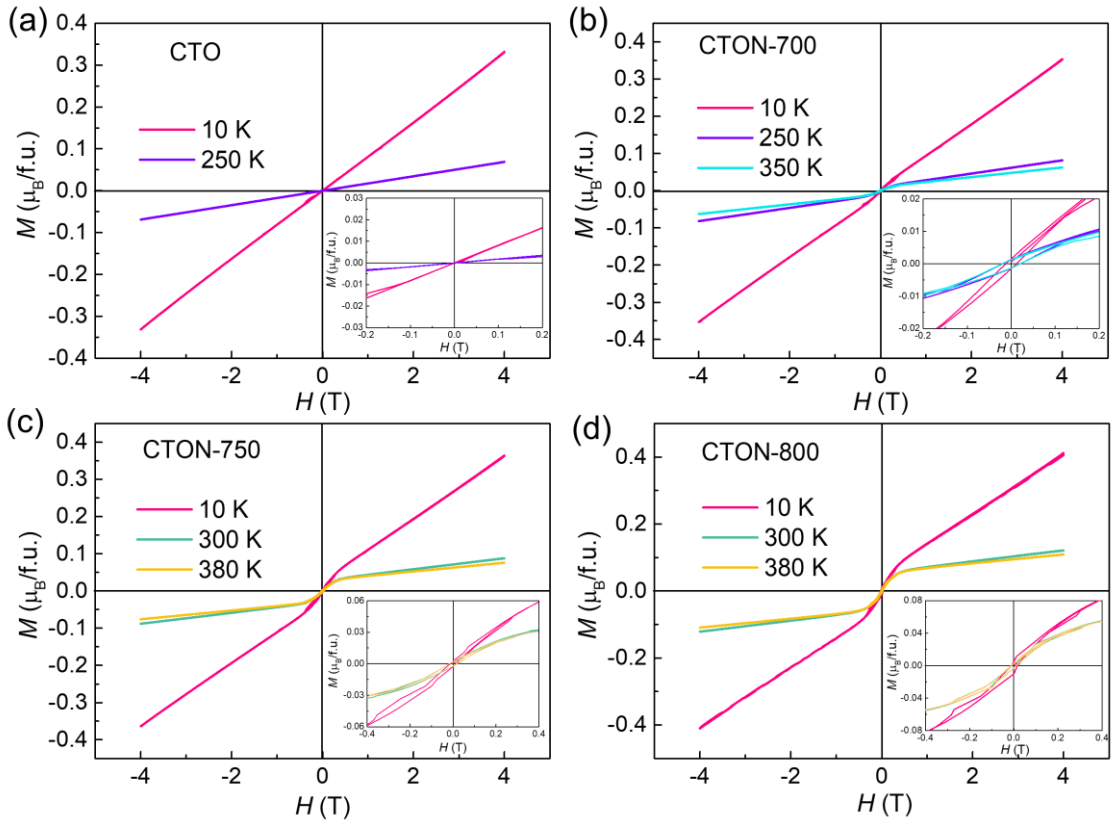 (a)
CTO
10 K
250 K
M (μB/f.u.)
0.4
0.3
0.2
0.1
0.0
-0.1
-0.2
-0.3
-0.4
-4
-2
0
2
4
H (T)
M (μB/f.u.)
0.03
0.02
0.01
0.00
-0.01
-0.02
-0.03
-0.2
-0.1
0.0
0.1
0.2
H (T)
(b)
CTON-700
10 K
250 K
350 K
M (μB/f.u.)
0.4
0.3
0.2
0.1
0.0
-0.1
-0.2
-0.3
-0.4
-4
-2
0
2
4
H (T)
M (μB/f.u.)
0.02
0.01
0.00
-0.01
-0.02
-0.2
-0.1
0.0
0.1
0.2
H (T)
(c)
CTON-750
10 K
300 K
380 K
M (μB/f.u.)
0.4
0.3
0.2
0.1
0.0
-0.1
-0.2
-0.3
-0.4
-4
-2
0
2
4
H (T)
M (μB/f.u.)
0.06
0.03
0.00
-0.03
-0.06
-0.4
-0.2
0.0
0.2
0.4
H (T)
(d)
CTON-800
10 K
300 K
380 K
M (μB/f.u.)
0.4
0.2
0.0
-0.2
-0.4
-4
-2
0
2
4
H (T)
M (μB/f.u.)
0.08
0.04
0.00
-0.04
-0.08
-0.4
-0.2
0.0
0.2
0.4
H (T)